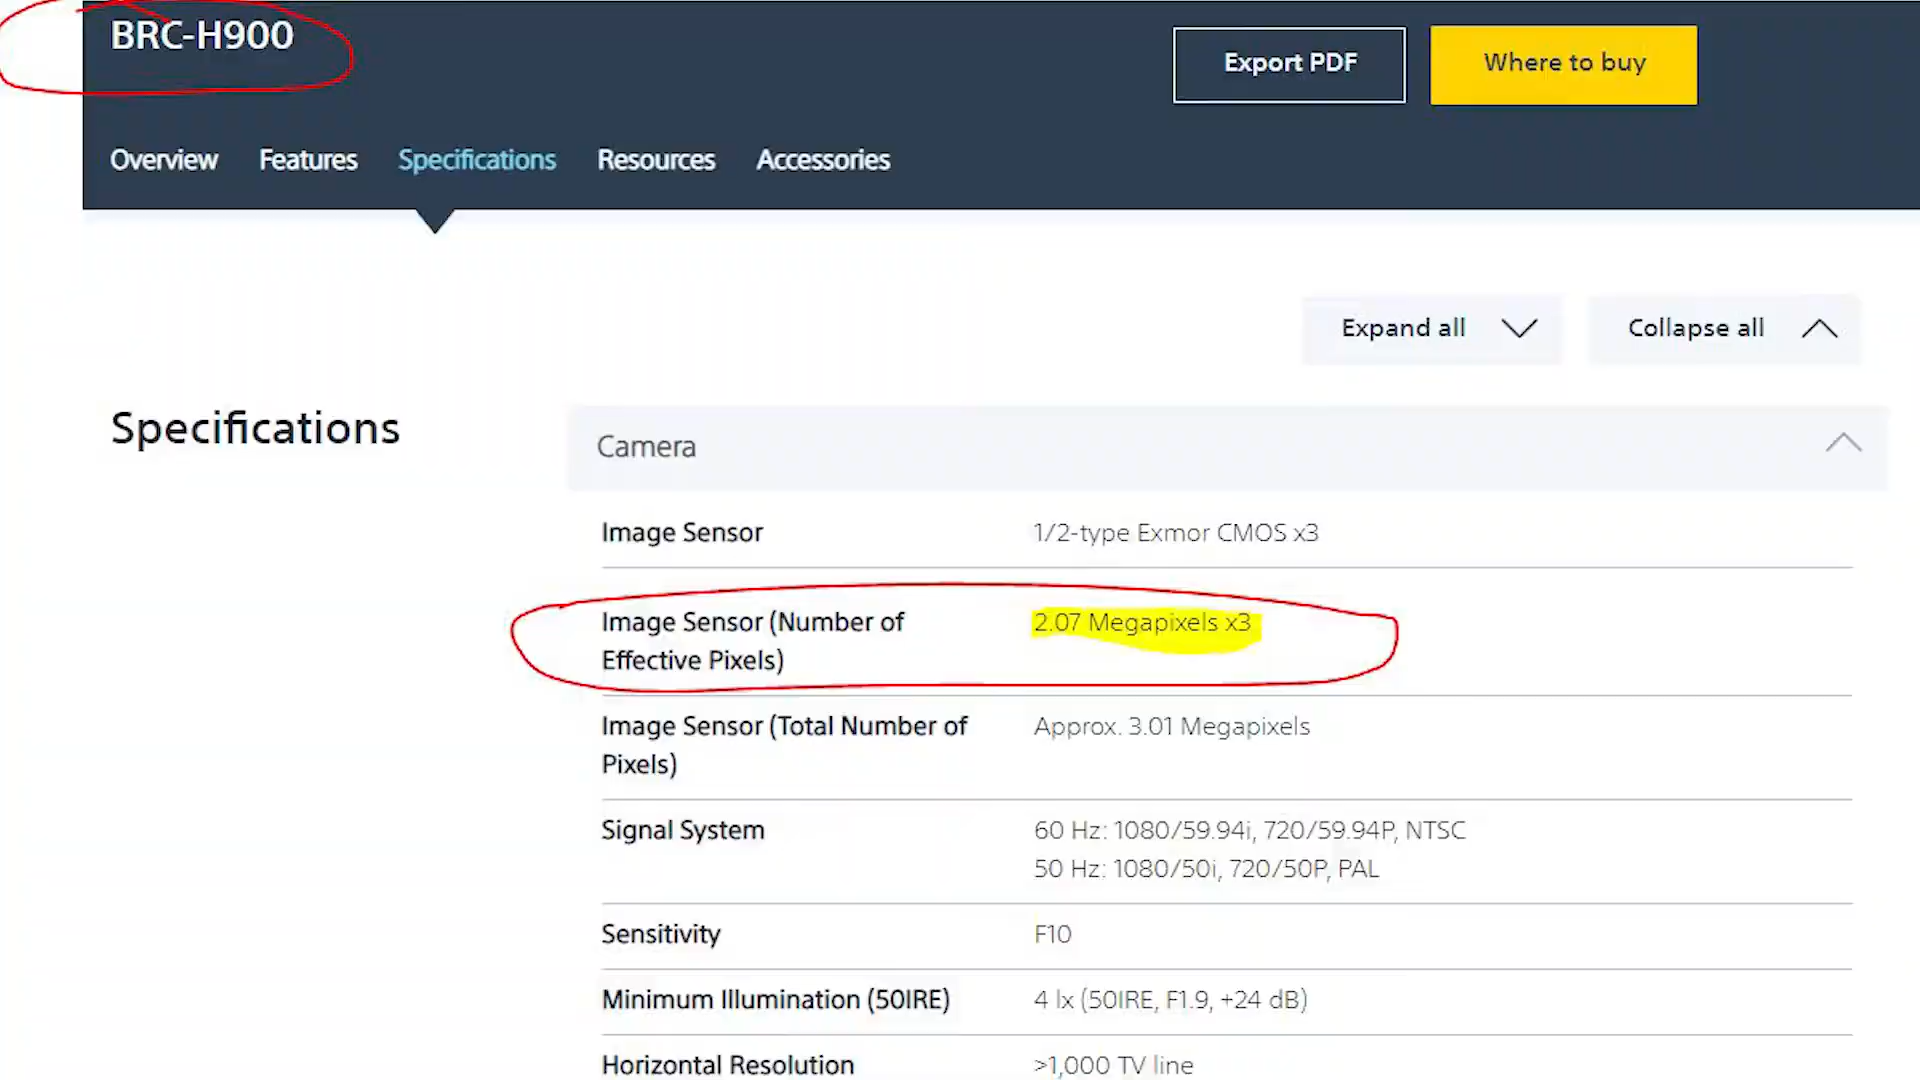 BRC-H900
Export PDF
Where to buy
Overview Features Specifications Resources Accessories
Expand all
Collapse all
Specifications
Camera
Image Sensor 1/2-type Exmor CMOS x3
Image Sensor (Number of 2.07 Megapixels x3
Effective Pixels)
Image Sensor (Total Number of Approx. 3.01 Megapixels
Pixels)
Signal System 60 Hz: 1080/59.94i, 720/59.94P, NTSC
50 Hz: 1080/50i, 720/50P, PAL
Sensitivity F10
Minimum Illumination (50IRE) 4 lx (50IRE, F1.9, +24 dB)
Horizontal Resolution >1,000 TV line